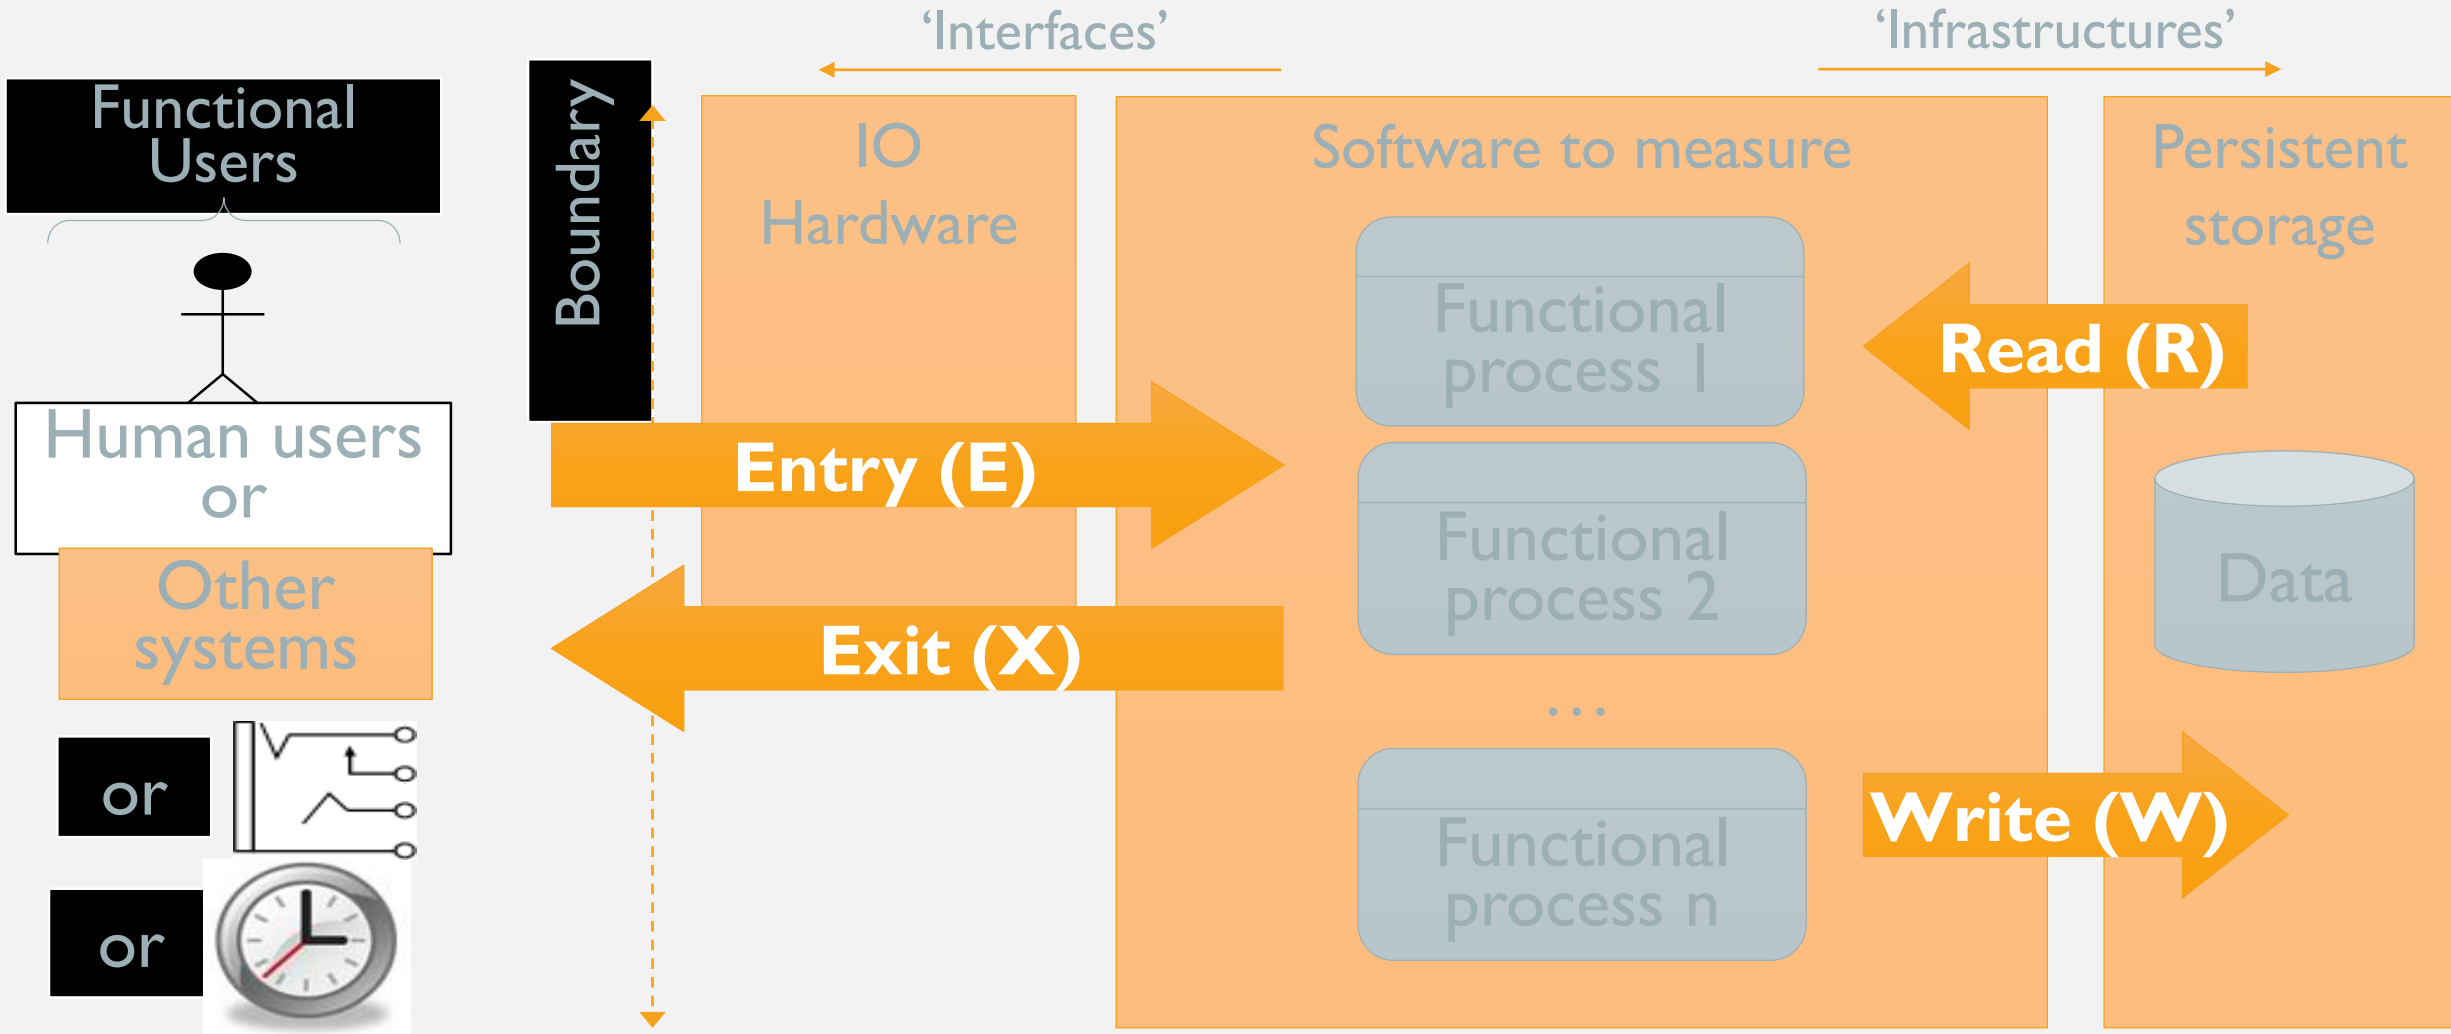 ‘Interfaces’
‘Infrastructures’
Functional
Users
Boundary
IO
Hardware
Software to measure
Persistent
storage
Functional
process 1
Read (R)
Human users
or
Entry (E)
Functional
process 2
Data
Other
systems
Exit (X)
...
or
Functional
process n
Write (W)
or